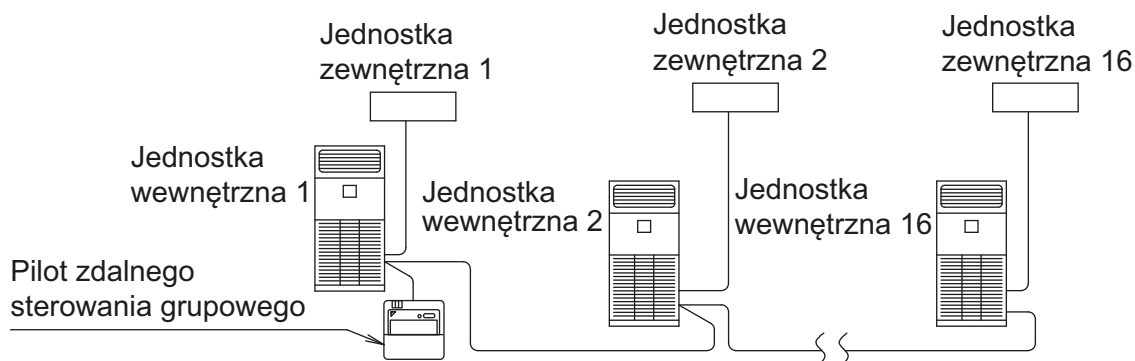 Jednostka
zewnętrzna 1
Jednostka
zewnętrzna 2
Jednostka
zewnętrzna 16
Jednostka
wewnętrzna 1
Jednostka
wewnętrzna 2
Jednostka
wewnętrzna 16
Pilot zdalnego
sterowania grupowego